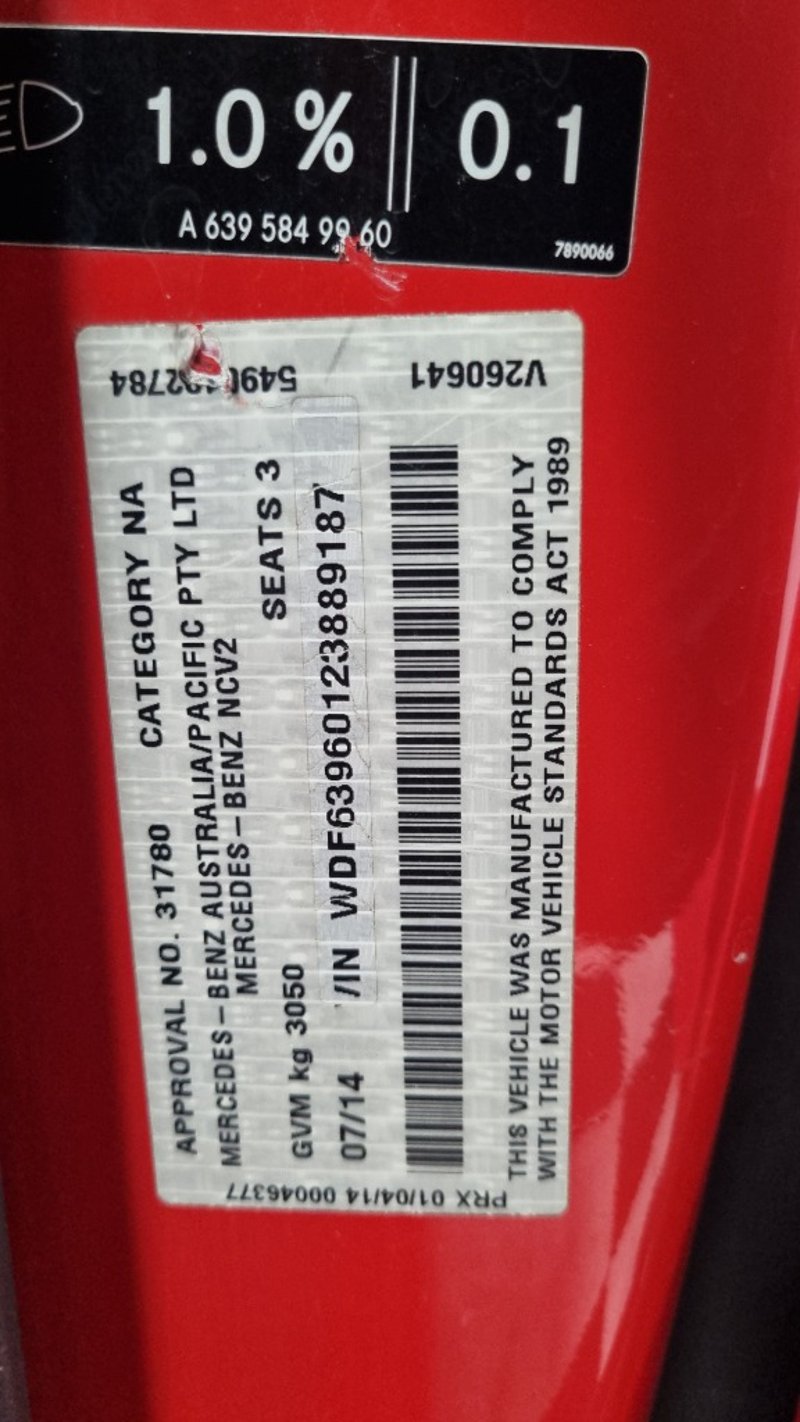 1.0 % 0.1
A 639 584 99 60
7890066
V260641
APPROVAL NO. 31780 CATEGORY NA
MERCEDES-BENZ AUSTRALIA/PACIFIC PTY LTD
MERCEDES-BENZ NCV2
GVM kg 3050 SEATS 3
07/14 WDF63960123889187
THIS VEHICLE WAS MANUFACTURED TO COMPLY
WITH THE MOTOR VEHICLE STANDARDS ACT 1989
PRX 01/04/14 00046377